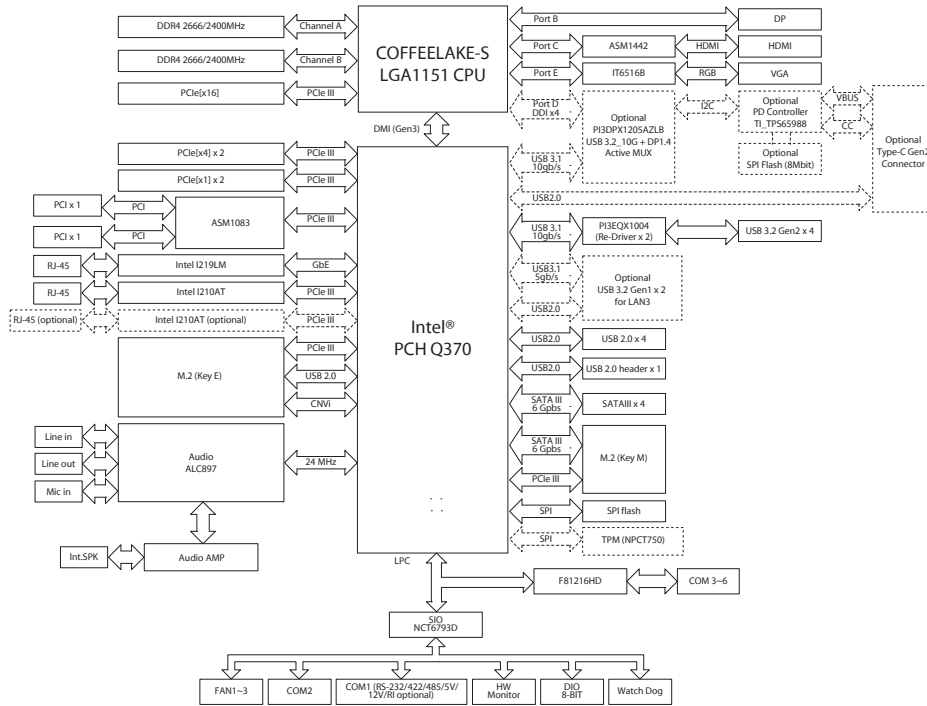 DDR4 2666/2400MHz
Channel A
DDR4 2666/2400MHz
Channel B
PCIe[x16]
PCIe III
COFFEELAKE-S
LGA1151 CPU
Port B
DP
Port C
ASM1442
HDMI
HDMI
Port E
IT6516B
RGB
VGA
Port D
DDI x4
Optional
PI3DPX1205AZLB
USB 3.2_10G + DP1.4
Active MUX
I2C
Optional
PD Controller
TI_TPS65988
VBUS
CC
Optional
SPI Flash (8Mbit)
Optional
Type-C Gen2
Connector
DMI (Gen3)
USB 3.1
10gb/s
USB2.0
PCIe[x4] x 2
PCIe III
PCIe[x1] x 2
PCIe III
PCI x 1
PCI
PCI x 1
PCI
ASM1083
PCIe III
RJ-45
Intel I219LM
GbE
RJ-45
Intel I210AT
PCIe III
RJ-45 (optional)
Intel I210AT (optional)
PCIe III
M.2 (Key E)
PCIe III
USB 2.0
CNVi
Line in
Line out
Mic in
Audio
ALC897
24 MHz
Int.SPK
Audio AMP
Intel®
PCH Q370
USB 3.1
10gb/s
PI3EQX1004
(Re-Driver x 2)
USB 3.2 Gen2 x 4
USB3.1
5gb/s
USB2.0
Optional
USB 3.2 Gen1 x 2
for LAN3
USB2.0
USB 2.0 x 4
USB2.0
USB 2.0 header x 1
SATA III
6 Gpbs
SATAIII x 4
SATA III
6 Gpbs
PCIe III
M.2 (Key M)
SPI
SPI flash
SPI
TPM (NPCT750)
LPC
F81216HD
COM 3~6
SIO
NCT6793D
FAN1~3
COM2
COM1 (RS-232/422/485/5V/
12V/RI optional)
HW
Monitor
DIO
8-BIT
Watch Dog